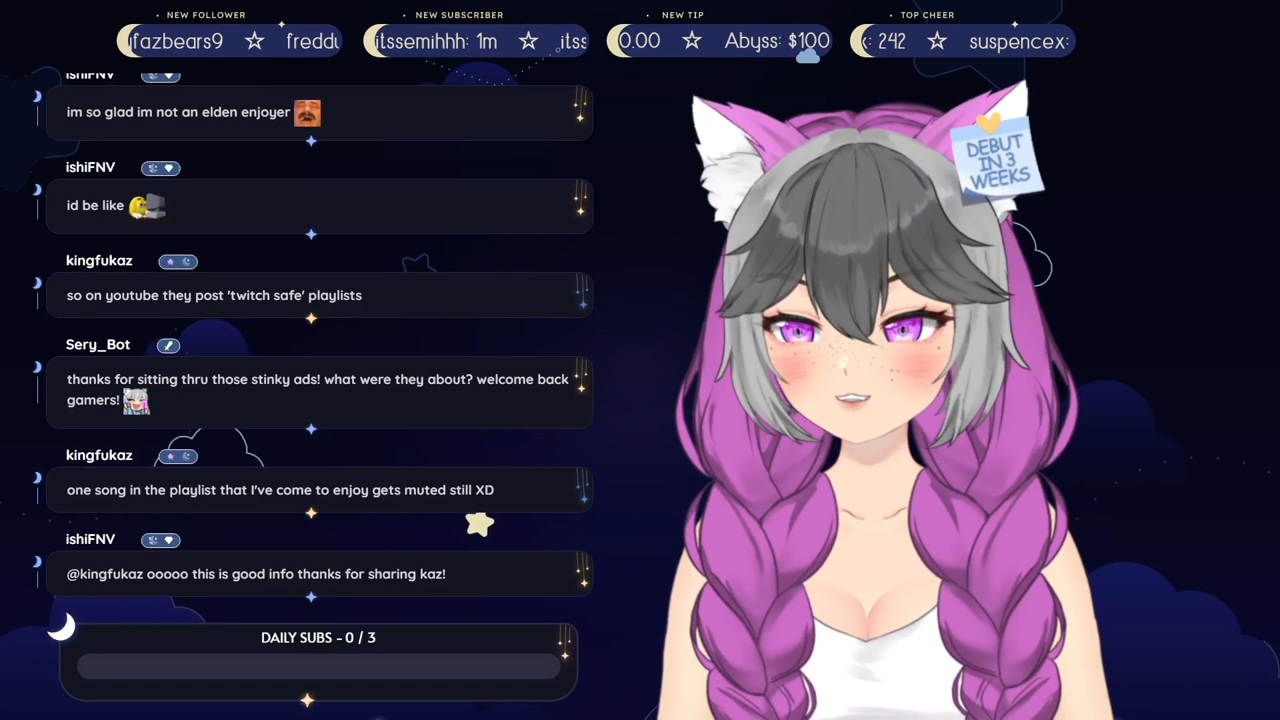 NEW FOLLOWER
NEW SUBSCRIBER
NEW TIP
TOP CHEER
fazbears9 ☆ freddu
itssemihhh: 1m ☆ itss
0.00 ☆ Abyss: $100
: 242 ☆ suspencex:
ishiFNV
im so glad im not an elden enjoyer
ishiFNV
id be like
kingfukaz
so on youtube they post 'twitch safe' playlists
Sery_Bot
thanks for sitting thru those stinky ads! what were they about? welcome back
gamers!
kingfukaz
one song in the playlist that I've come to enjoy gets muted still XD
ishiFNV
@kingfukaz ooooo this is good info thanks for sharing kaz!
DAILY SUBS - 0 / 3
DEBUT
IN 3
WEEKS